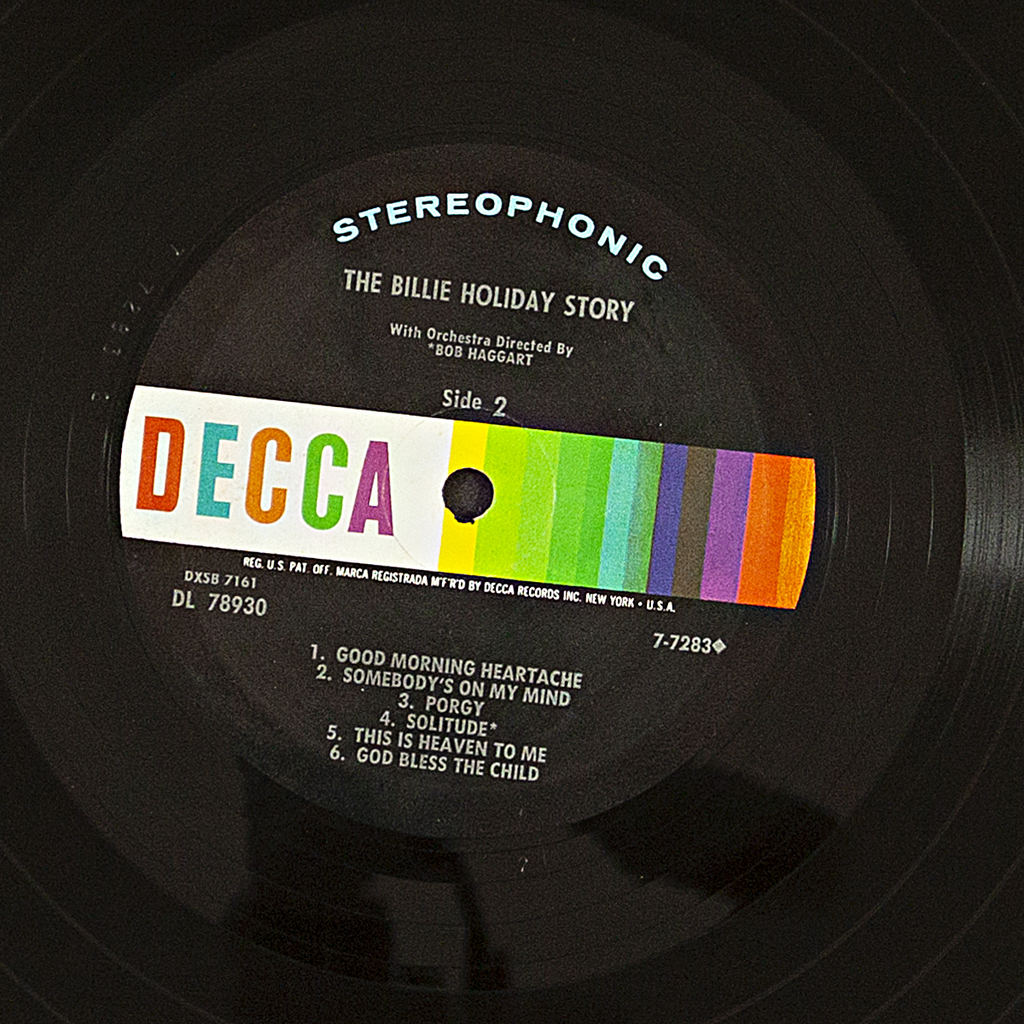 STEREOPHONIC
THE BILLIE HOLIDAY STORY
With Orchestra Directed By
*BOB HAGGART
Side 2
DECCA
REG. U.S. PAT. OFF. MARCA REGISTRADA M'F'R'D BY DECCA RECORDS INC. NEW YORK • U.S.A.
DXSB 7161
DL 78930
7-7283◆
1. GOOD MORNING HEARTACHE
2. SOMEBODY'S ON MY MIND
3. PORGY
4. SOLITUDE*
5. THIS IS HEAVEN TO ME
6. GOD BLESS THE CHILD